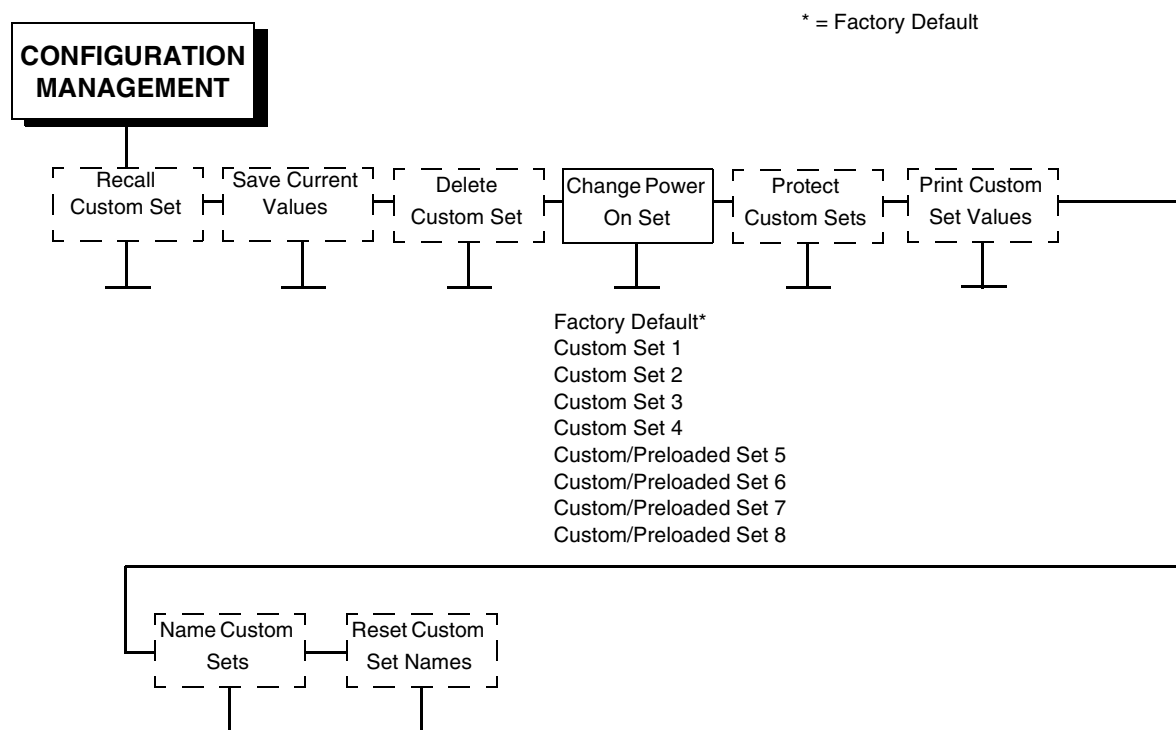 * = Factory Default
CONFIGURATION
MANAGEMENT
Recall
Custom Set
Save Current
Values
Delete
Custom Set
Change Power
On Set
Protect
Custom Sets
Print Custom
Set Values
Factory Default*
Custom Set 1
Custom Set 2
Custom Set 3
Custom Set 4
Custom/Preloaded Set 5
Custom/Preloaded Set 6
Custom/Preloaded Set 7
Custom/Preloaded Set 8
Name Custom
Sets
Reset Custom
Set Names